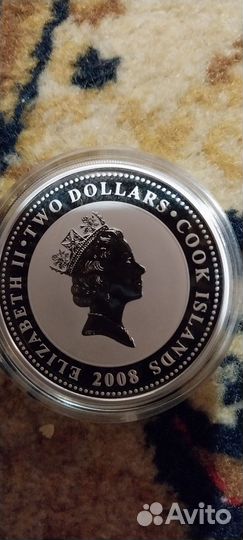 ELIZABETH II • TWO DOLLARS • COOK ISLANDS
2008
Avito